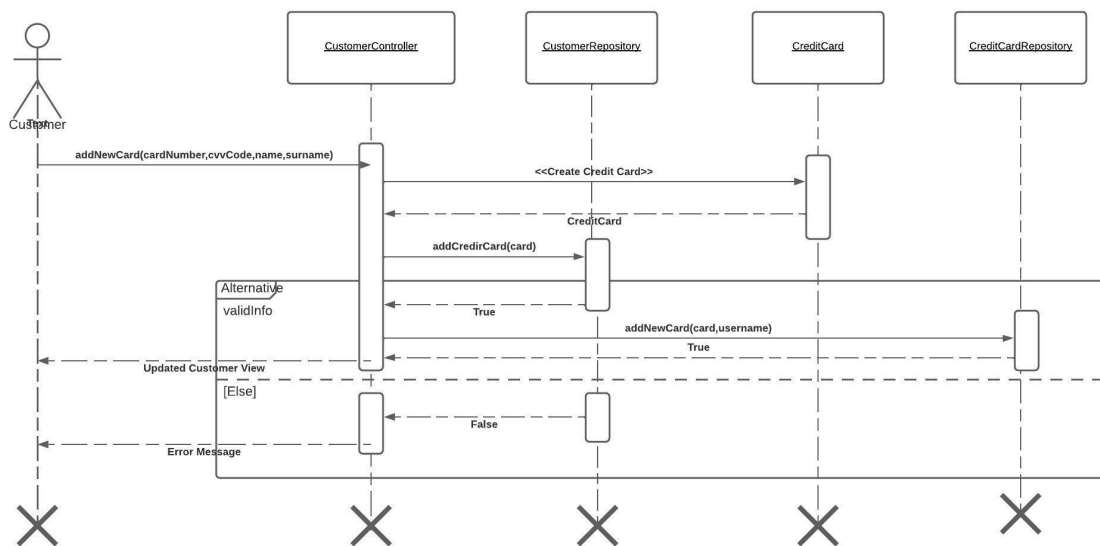 CustomerController
CustomerRepository
CreditCard
CreditCardRepository
Text
Customer
addNewCard(cardNumber,cvvCode,name,surname)
<<Create Credit Card>>
CreditCard
addCredirCard(card)
Alternative
validInfo
True
addNewCard(card,username)
True
Updated Customer View
[Else]
False
Error Message